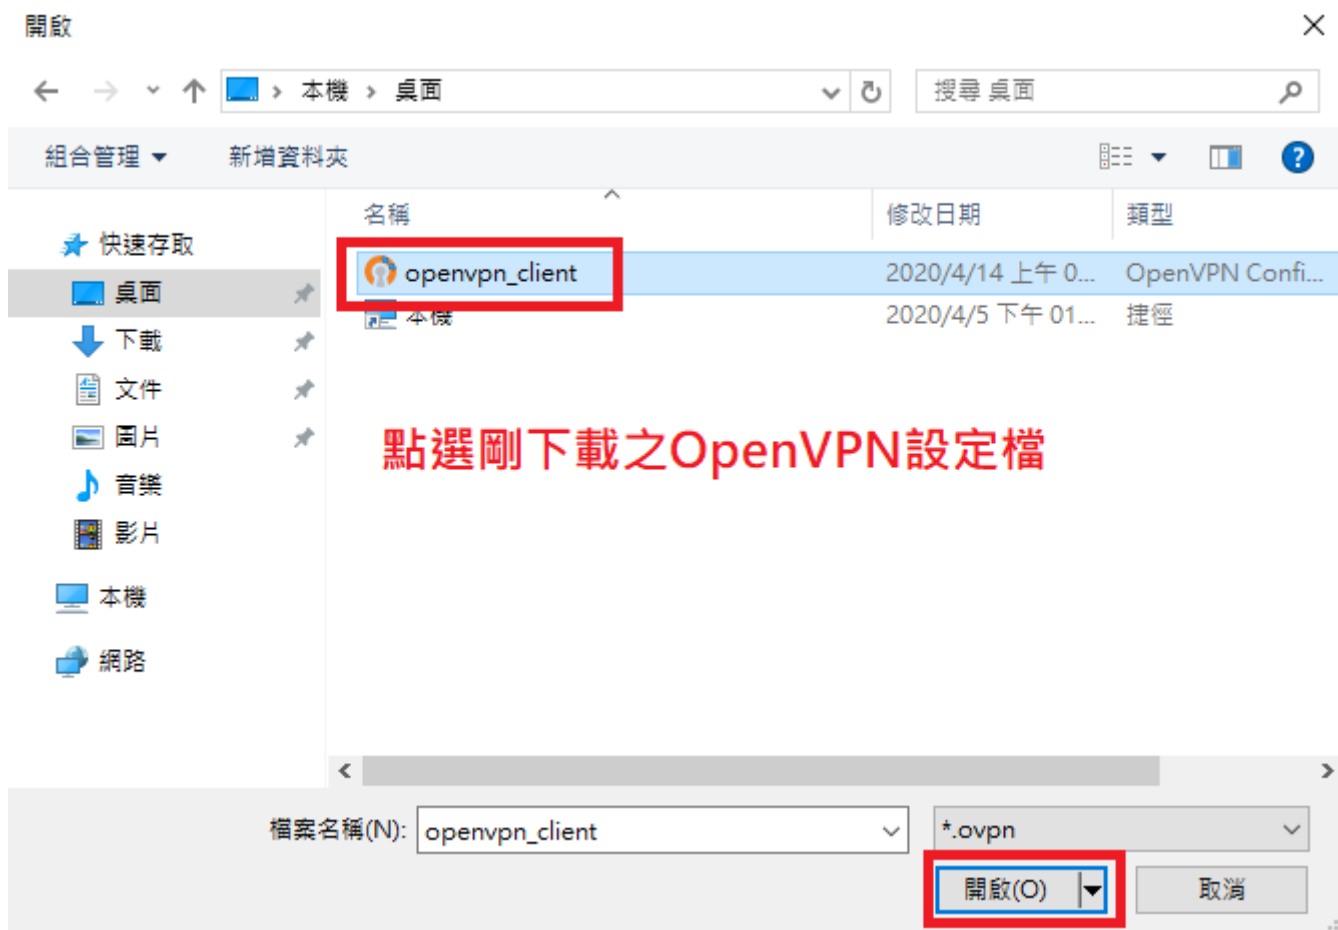 開啟
本機 › 桌面
搜尋 桌面
組合管理 新增資料夾
名稱 修改日期 類型
快速存取
桌面
下載
文件
圖片
音樂
影片
本機
網路
openvpn_client 2020/4/14 上午 0... OpenVPN Confi...
本機 2020/4/5 下午 01... 捷徑
點選剛下載之OpenVPN設定檔
檔案名稱(N): openvpn_client *.ovpn
開啟(O) 取消